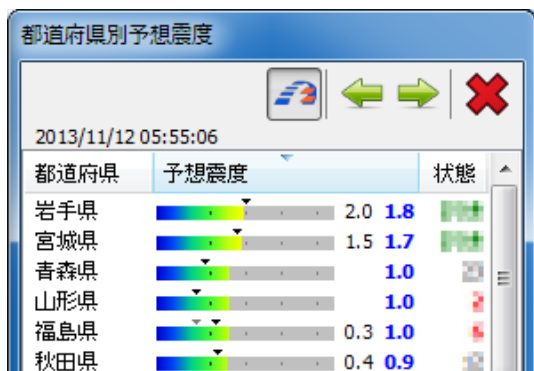 都道府県別予想震度
2013/11/12 05:55:06
都道府県 予想震度 状態
岩手県 2.0 1.8
宮城県 1.5 1.7
青森県 1.0
山形県 1.0
福島県 0.3 1.0
秋田県 0.4 0.9